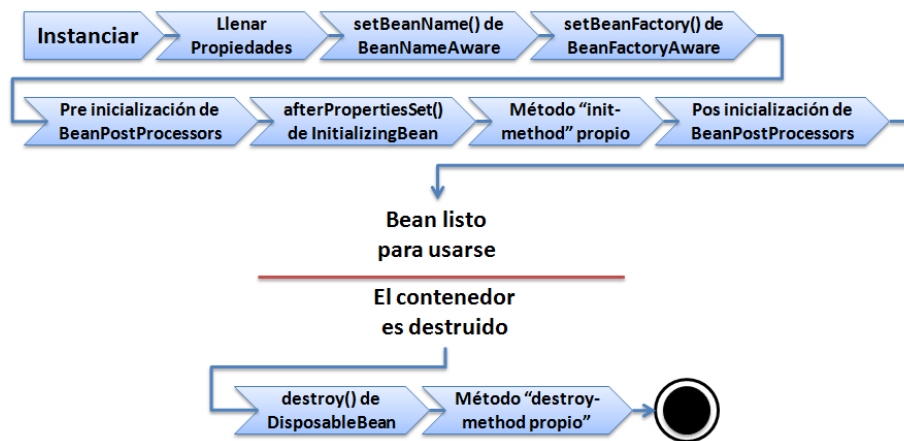 Instanciar
Llenar
Propiedades
setBeanName() de
BeanNameAware
setBeanFactory() de
BeanFactoryAware
Pre inicialización de
BeanPostProcessors
afterPropertiesSet()
de InitializingBean
Método “init-
method” propio
Pos inicialización de
BeanPostProcessors
Bean listo
para usarse
El contenedor
es destruido
destroy() de
DisposableBean
Método “destroy-
method propio”